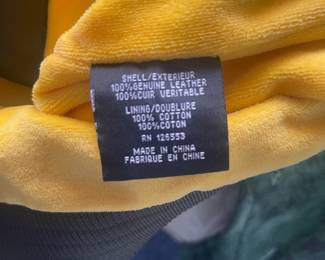 SHELL/EXTERIEUR
100%GENUINE LEATHER
100%CUIR VERITABLE
LINING/DOUBLURE
100% COTTON
100%COTON
RN 126553
MADE IN CHINA
FABRIQUE EN CHINE